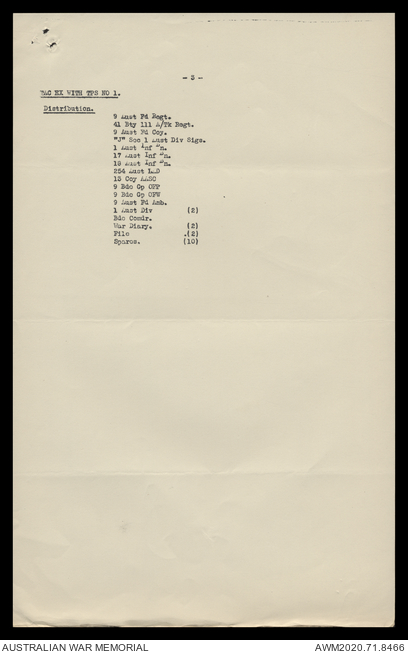 - 3 -
TAC EX WITH TPS NO 1.
Distribution.
9 Aust Fd Regt.
41 Bty 111 A/Tk Regt.
9 Aust Fd Coy.
"J" Sec 1 Aust Div Sigs.
1 Aust Inf Bn.
17 Aust Inf Bn.
18 Aust Inf Bn.
254 Aust LAD
13 Coy AASC
9 Bde Gp OFP
9 Bde Gp OFW
9 Aust Fd Amb.
1 Aust Div (2)
Bde Comdr.
War Diary. (2)
File .(2)
Spares. (10)
AUSTRALIAN WAR MEMORIAL
AWM2020.71.8466